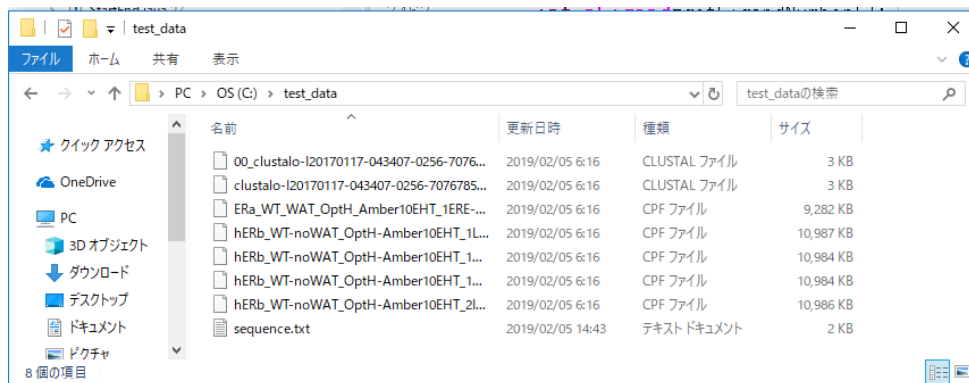 test_data
ファイル ホーム 共有 表示
PC > OS (C:) > test_data test_dataの検索
名前 更新日時 種類 サイズ
クイック アクセス
OneDrive
PC
3D オブジェクト
ダウンロード
デスクトップ
ドキュメント
ピクチャ
00_clustalo-I20170117-043407-0256-7076... 2019/02/05 6:16 CLUSTAL ファイル 3 KB
clustalo-I20170117-043407-0256-7076785... 2019/02/05 6:16 CLUSTAL ファイル 3 KB
ERa_WT_WAT_OptH_Amber10EHT_1ERE-... 2019/02/05 6:16 CPF ファイル 9,282 KB
hERb_WT-noWAT_OptH-Amber10EHT_1L... 2019/02/05 6:16 CPF ファイル 10,987 KB
hERb_WT-noWAT_OptH-Amber10EHT_1... 2019/02/05 6:16 CPF ファイル 10,984 KB
hERb_WT-noWAT_OptH-Amber10EHT_1... 2019/02/05 6:16 CPF ファイル 10,984 KB
hERb_WT-noWAT_OptH-Amber10EHT_2I... 2019/02/05 6:16 CPF ファイル 10,986 KB
sequence.txt 2019/02/05 14:43 テキスト ドキュメント 2 KB
8 個の項目